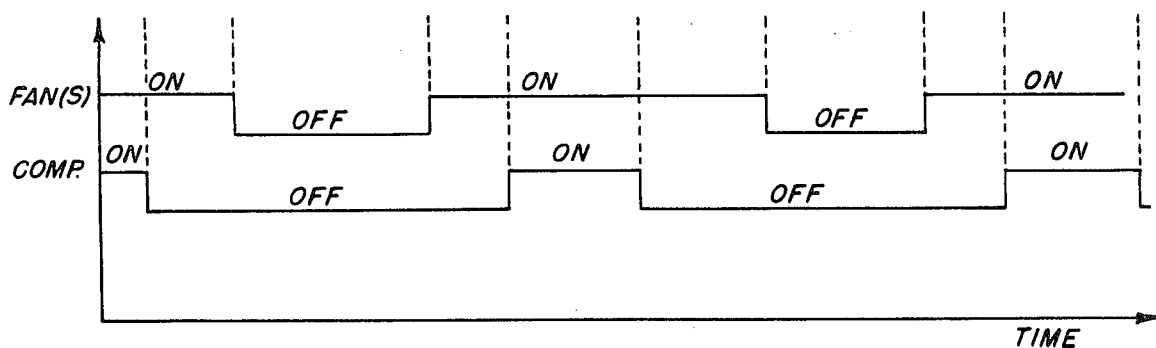 ON ON ON
FAN(S)
OFF OFF
ON ON ON
COMP.
OFF OFF
TIME